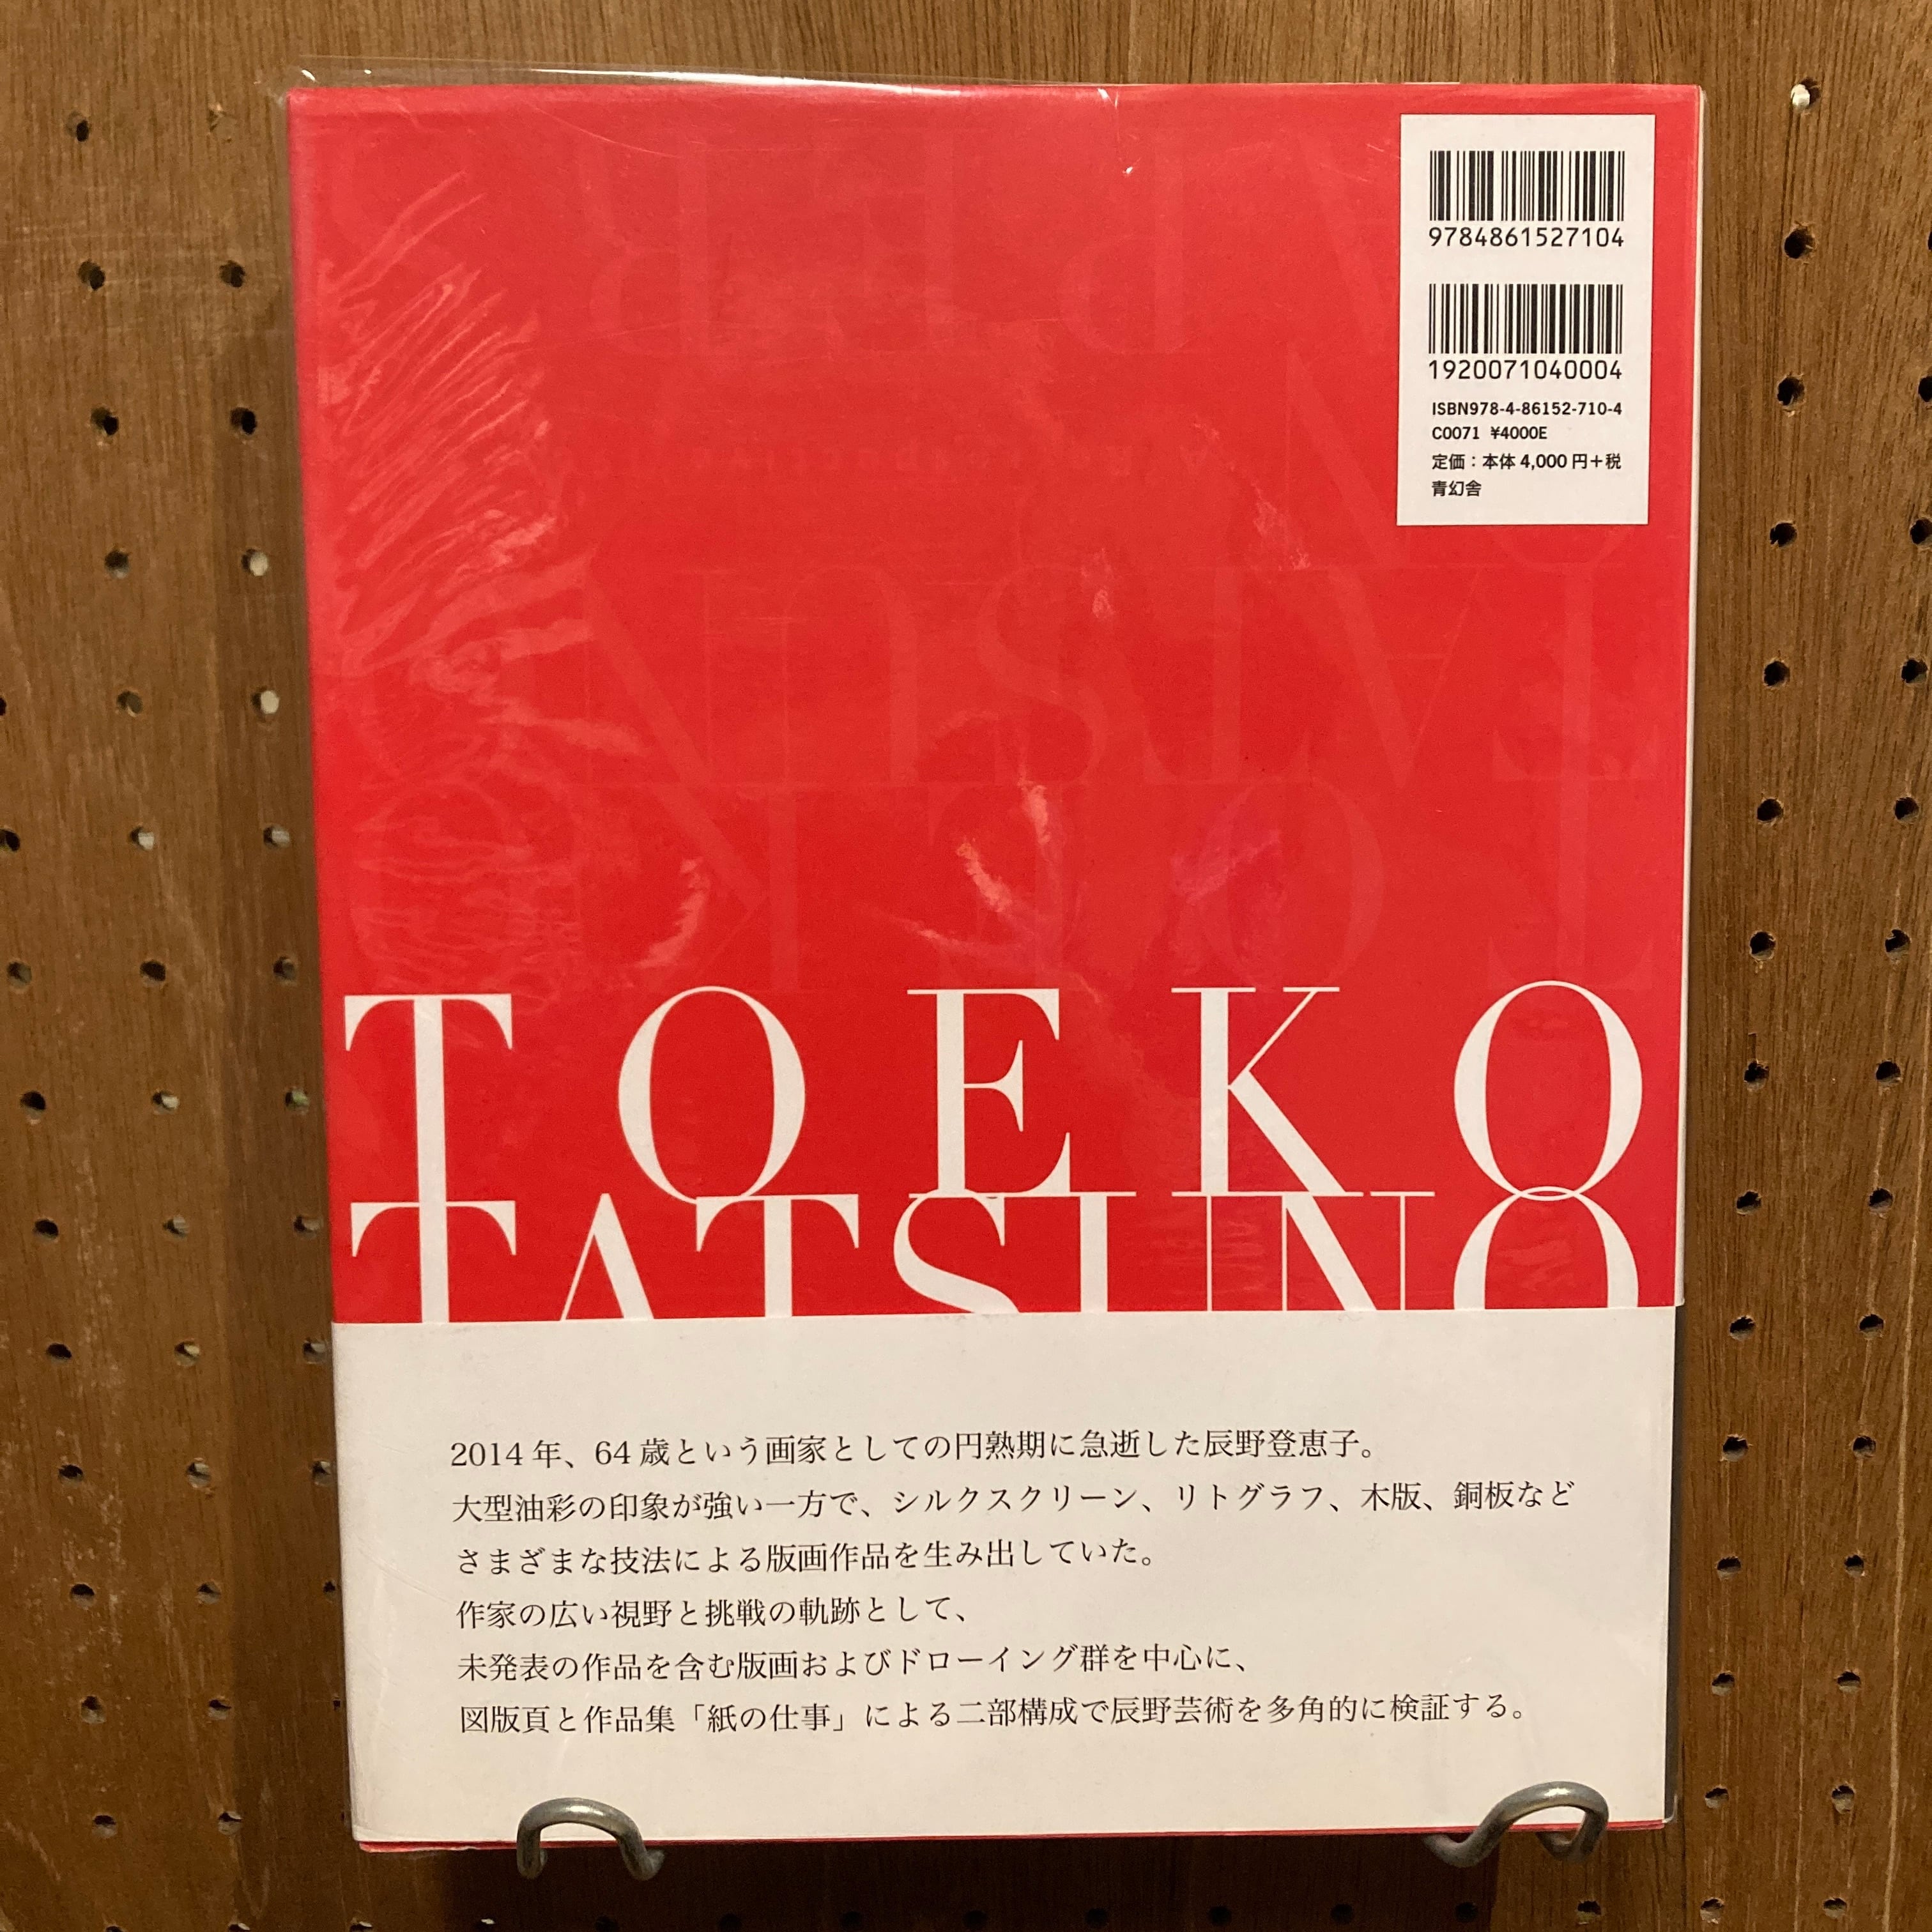 9784861527104
1920071040004
ISBN978-4-86152-710-4
C0071 ¥4000E
定価：本体 4,000 円＋税
青幻舎
TOEKO
TATSUNO
2014 年、64 歳という画家としての円熟期に急逝した辰野登恵子。
大型油彩の印象が強い一方で、シルクスクリーン、リトグラフ、木版、銅板など
さまざまな技法による版画作品を生み出していた。
作家の広い視野と挑戦の軌跡として、
未発表の作品を含む版画およびドローイング群を中心に、
図版頁と作品集「紙の仕事」による二部構成で辰野芸術を多角的に検証する。